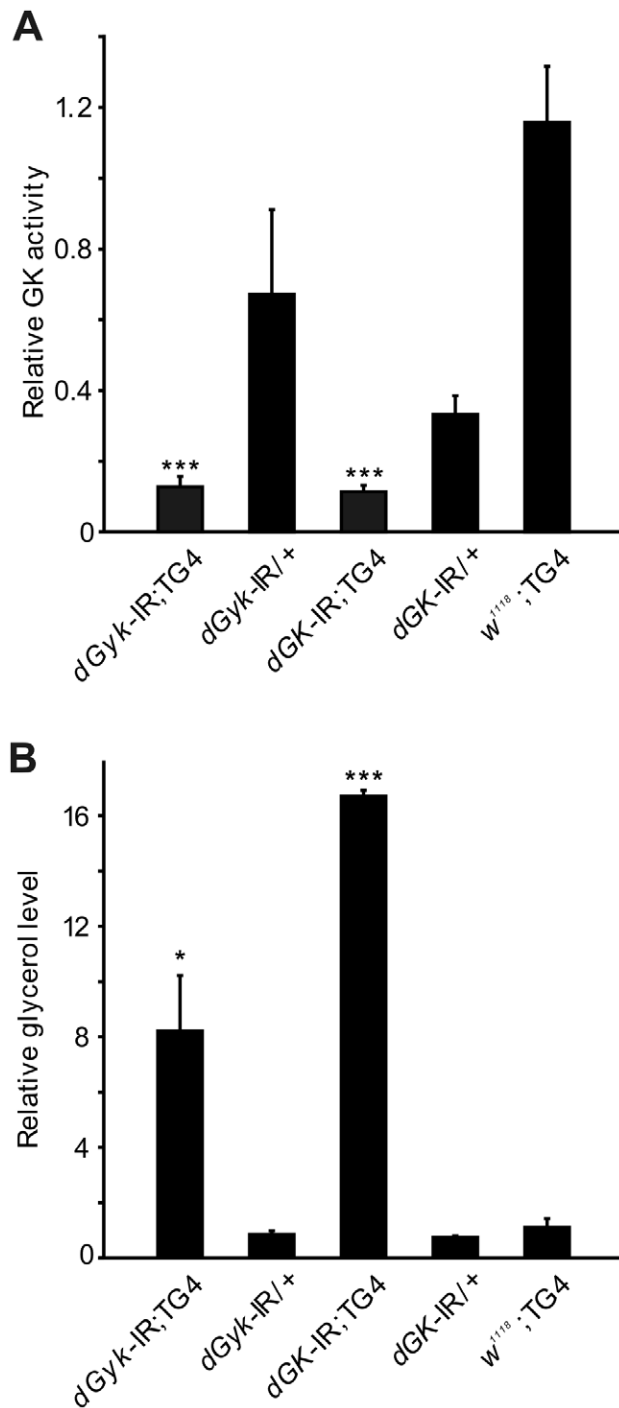 A
Relative GK activity
1.2
0.8
0.4
0
***
***
dGyk-IR;TG4
dGyk-IR/+
dGK-IR;TG4
dGK-IR/+
w¹¹¹⁸;TG4
B
Relative glycerol level
16
12
8
4
0
*
***
dGyk-IR;TG4
dGyk-IR/+
dGK-IR;TG4
dGK-IR/+
w¹¹¹⁸;TG4